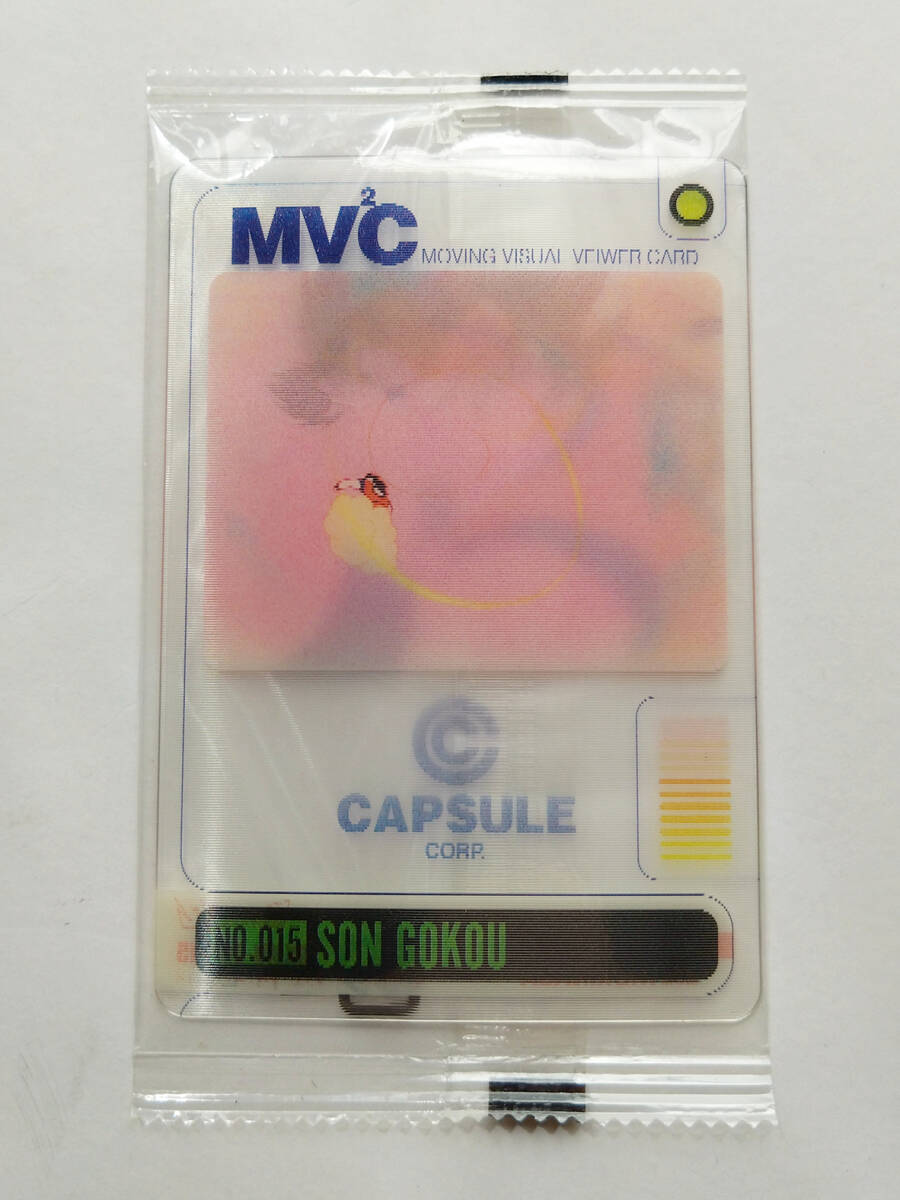 MV²C
MOVING VISUAL VEIWER CARD
CAPSULE
CORP.
NO.015 SON GOKOU